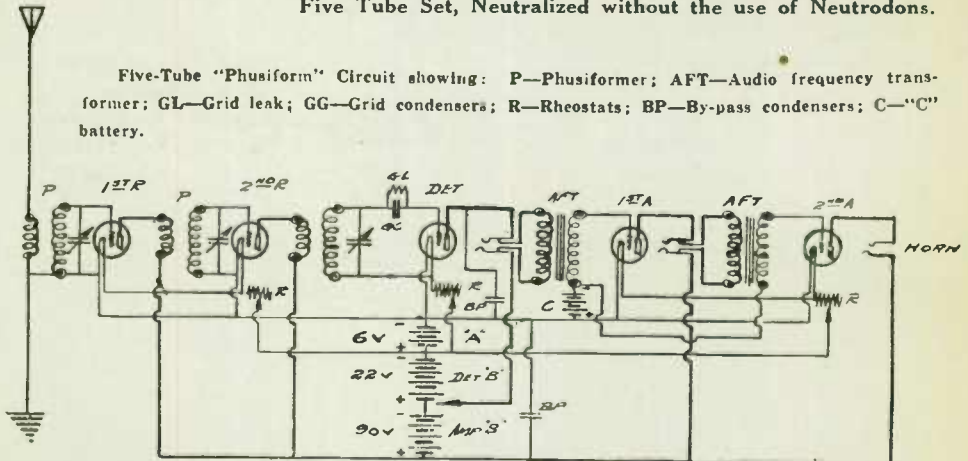 Five Tube Set, Neutralized without the use of Neutrodons.
Five-Tube "Phusiform" Circuit showing: P—Phusiformer; AFT—Audio frequency trans-
former; GL—Grid leak; GG—Grid condensers; R—Rheostats; BP—By-pass condensers; C—"C"
battery.
P 1ST R P 2ND R GL DET AFT 1ST A AFT 2ND A
GC
HORN
R R BP C R
6V "A"
22V DET "B"
BP
90V AMP "B"